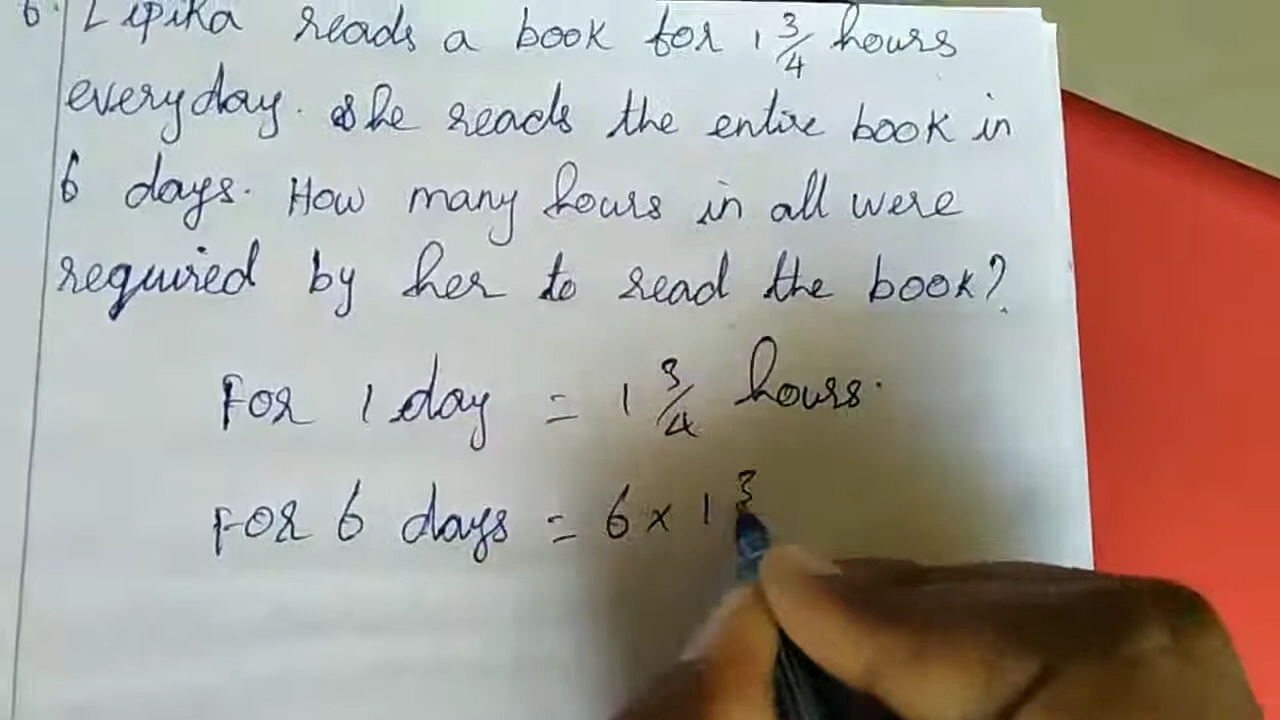 6. Lipika reads a book for 1 3/4 hours
everyday. She reads the entire book in
6 days. How many hours in all were
required by her to read the book?
For 1 day = 1 3/4 hours.
For 6 days = 6 x 1 3